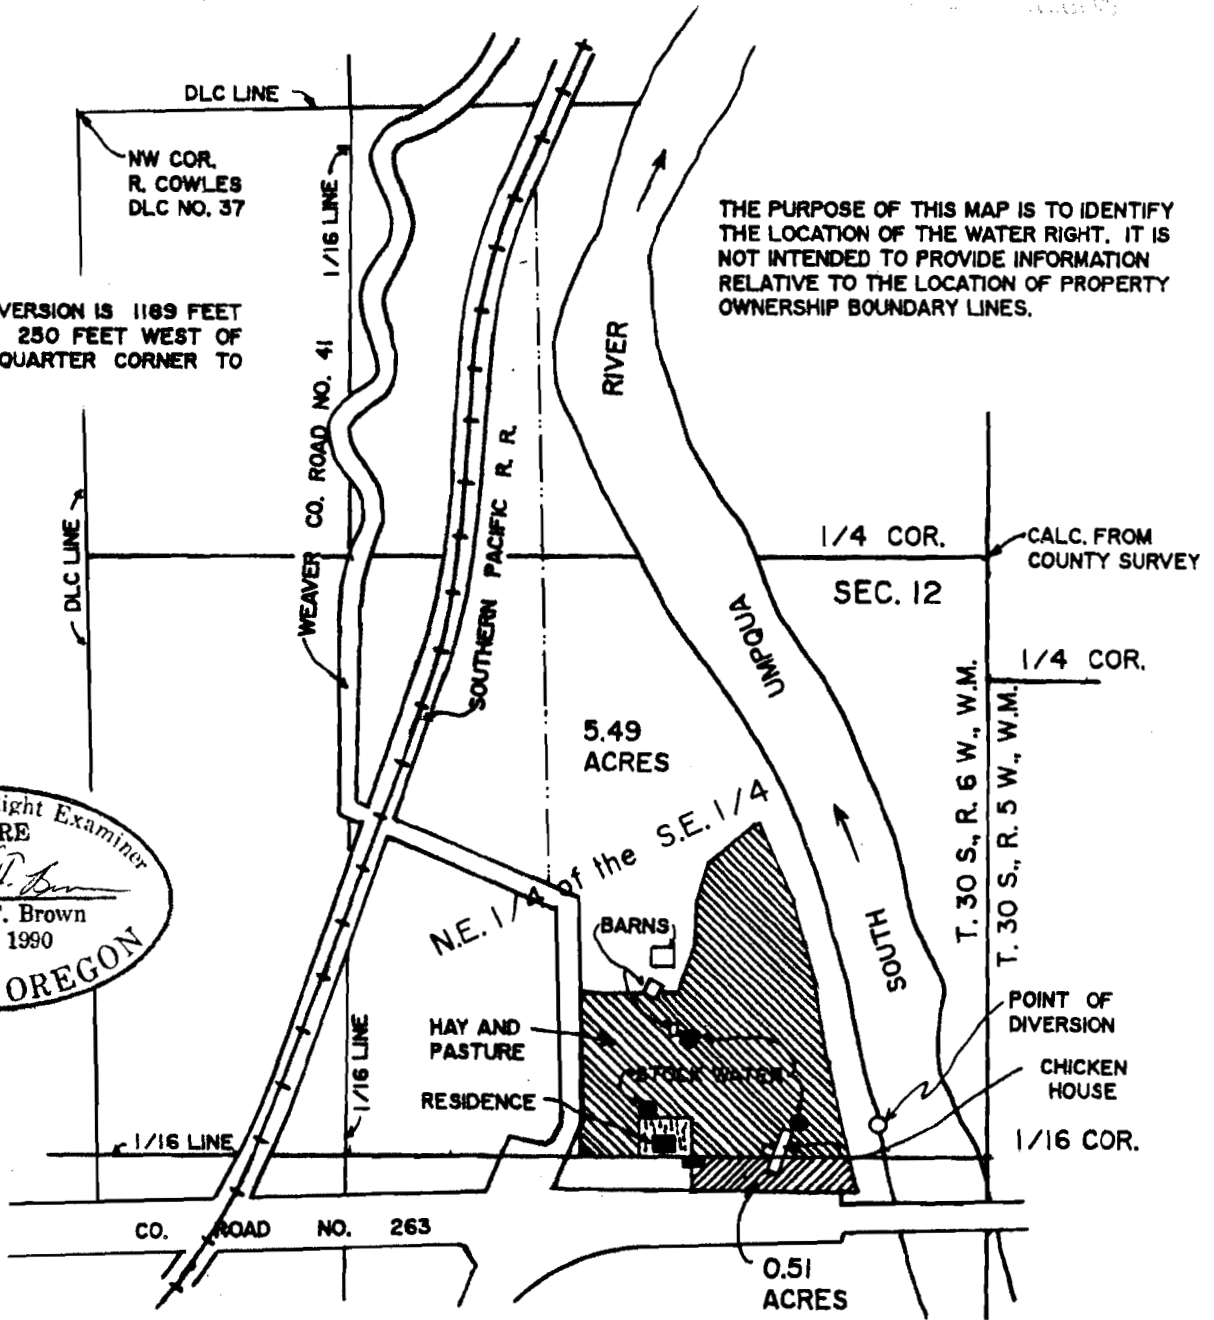 DLC LINE
NW COR.
R. COWLES
DLC NO. 37
1/16 LINE
THE PURPOSE OF THIS MAP IS TO IDENTIFY
THE LOCATION OF THE WATER RIGHT. IT IS
NOT INTENDED TO PROVIDE INFORMATION
RELATIVE TO THE LOCATION OF PROPERTY
OWNERSHIP BOUNDARY LINES.
VERSION IS 1189 FEET
250 FEET WEST OF
QUARTER CORNER TO
RIVER
WEAVER CO. ROAD NO. 41
SOUTHERN PACIFIC R. R.
DLC LINE
1/4 COR.
CALC. FROM
COUNTY SURVEY
SEC. 12
UMPQUA
1/4 COR.
T. 30 S., R. 6 W., W.M.
T. 30 S., R. 5 W., W.M.
5.49
ACRES
N.E. 1/4 of the S.E. 1/4
ight Examiner
RE
. Brown
1990
OREGON
BARNS
SOUTH
HAY AND
PASTURE
POINT OF
DIVERSION
1/16 LINE
STOCK WATER
CHICKEN
HOUSE
RESIDENCE
1/16 LINE
1/16 COR.
CO. ROAD NO. 263
0.51
ACRES